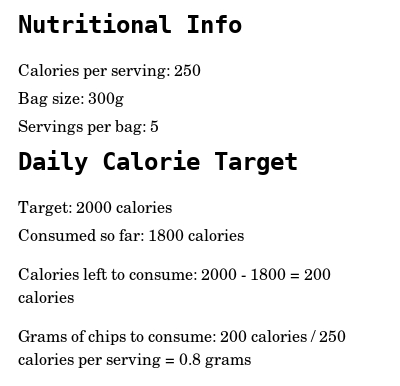 Nutritional Info
Calories per serving: 250
Bag size: 300g
Servings per bag: 5
Daily Calorie Target
Target: 2000 calories
Consumed so far: 1800 calories
Calories left to consume: 2000 - 1800 = 200
calories
Grams of chips to consume: 200 calories / 250
calories per serving = 0.8 grams